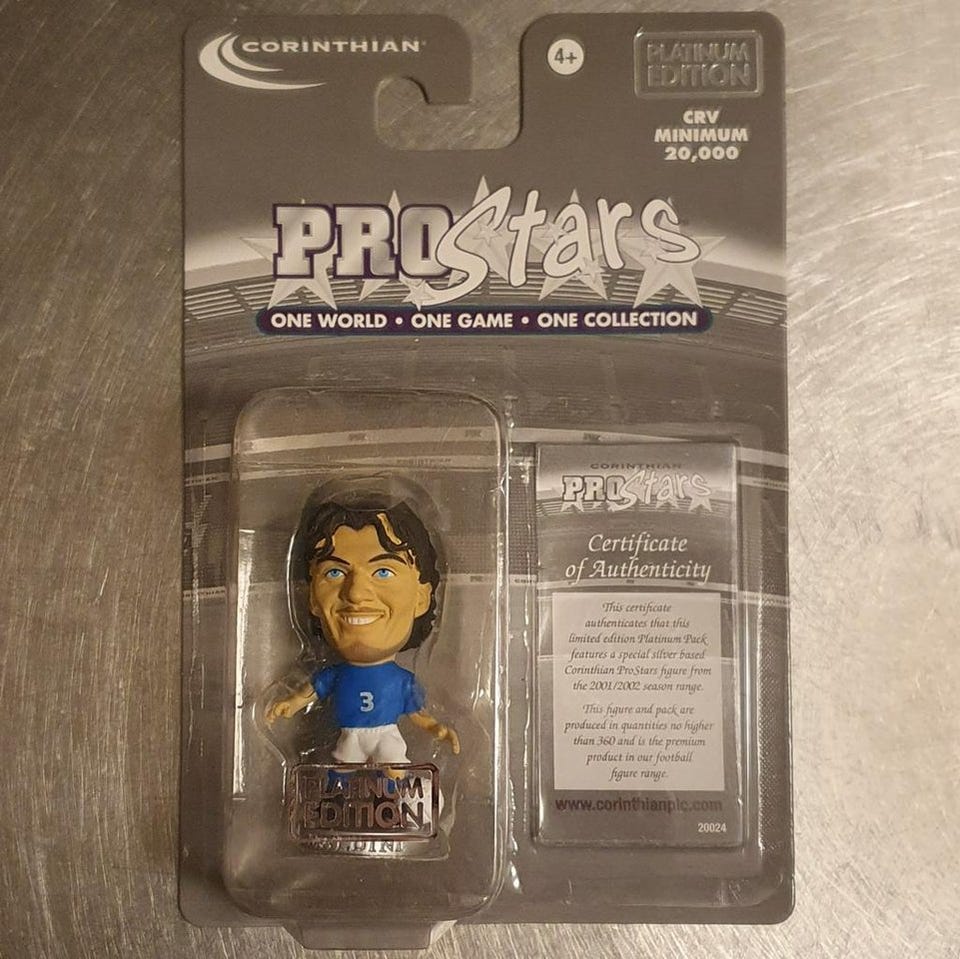 CORINTHIAN
4+
PLATINUM
EDITION
CRV
MINIMUM
20,000
PROStars
ONE WORLD • ONE GAME • ONE COLLECTION
3
PLATINUM
EDITION
CORINTHIAN
PROStars
Certificate
of Authenticity
This certificate
authenticates that this
limited edition Platinum Pack
features a special silver based
Corinthian ProStars figure from
the 2001/2002 season range.
This figure and pack are
produced in quantities no higher
than 360 and is the premium
product in our football
figure range.
www.corinthianplc.com
20024